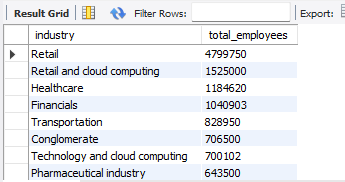 Result Grid Filter Rows: Export:
industry total_employees
Retail 4799750
Retail and cloud computing 1525000
Healthcare 1184620
Financials 1040903
Transportation 828950
Conglomerate 706500
Technology and cloud computing 700102
Pharmaceutical industry 643500